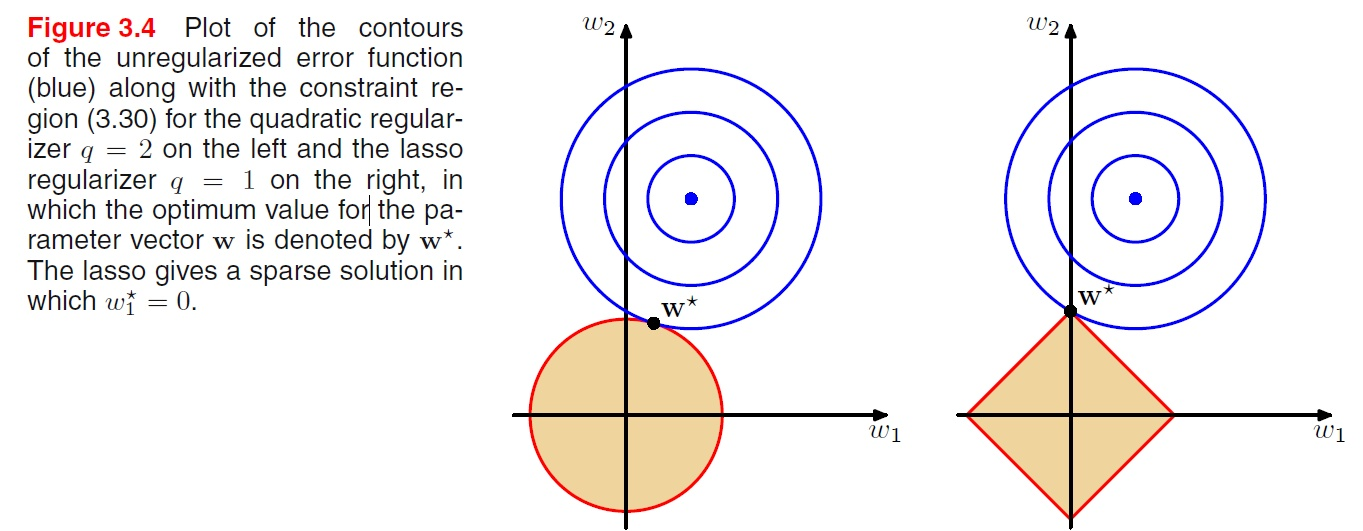 Figure 3.4 Plot of the contours
of the unregularized error function
(blue) along with the constraint re-
gion (3.30) for the quadratic regular-
izer q = 2 on the left and the lasso
regularizer q = 1 on the right, in
which the optimum value for the pa-
rameter vector w is denoted by w⋆.
The lasso gives a sparse solution in
which w₁⋆ = 0.
w₂
w⋆
w₁
w₂
w⋆
w₁